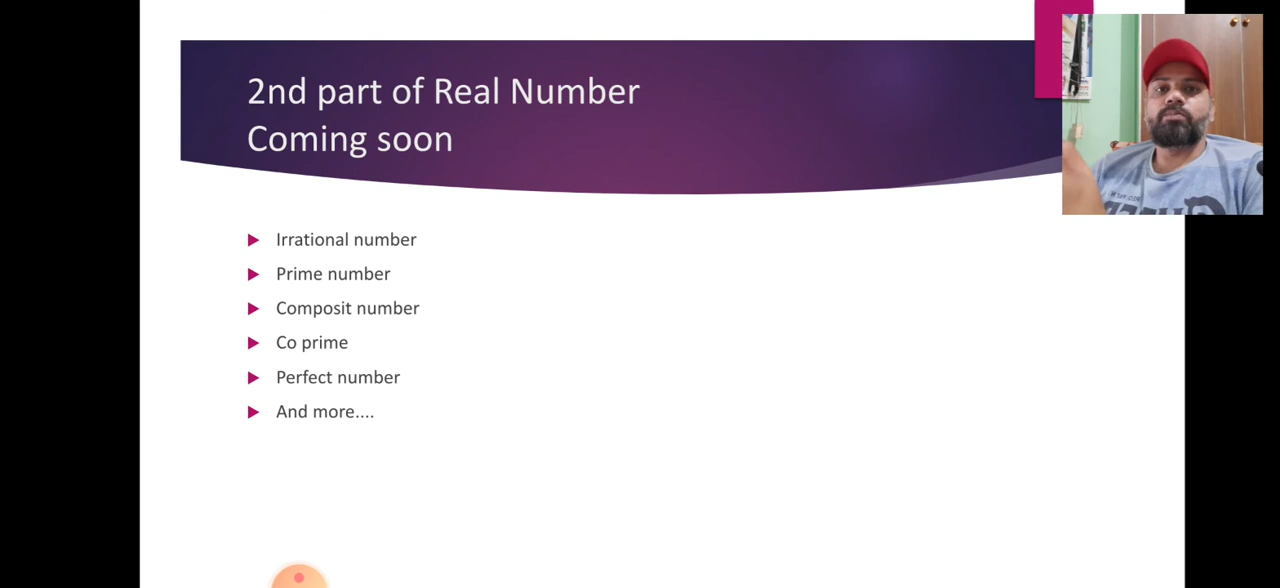 2nd part of Real Number
Coming soon
Irrational number
Prime number
Composit number
Co prime
Perfect number
And more....